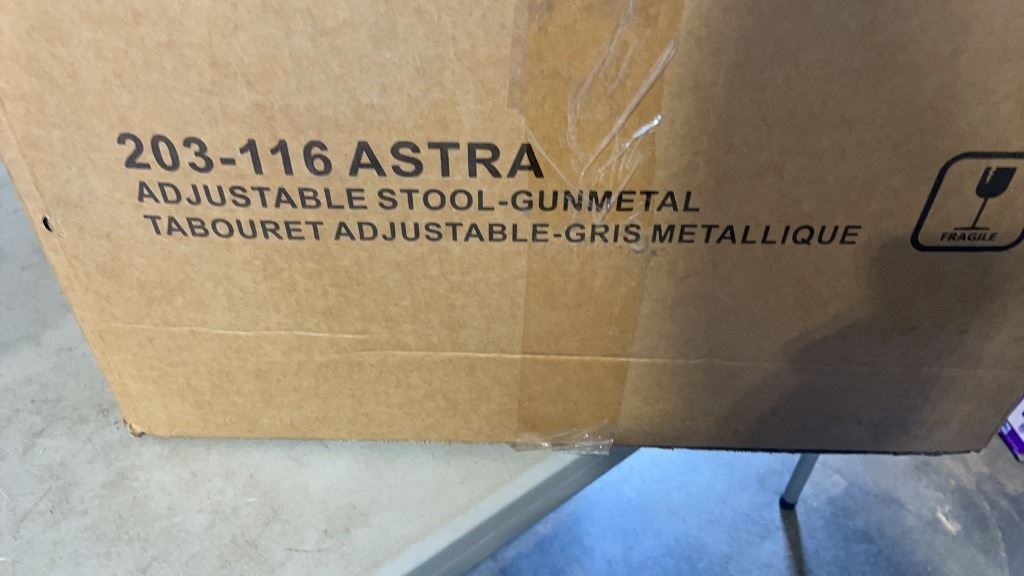 203-116 ASTRA
ADJUSTABLE STOOL-GUNMETAL
TABOURET ADJUSTABLE-GRIS METALLIQUE
FRAGILE